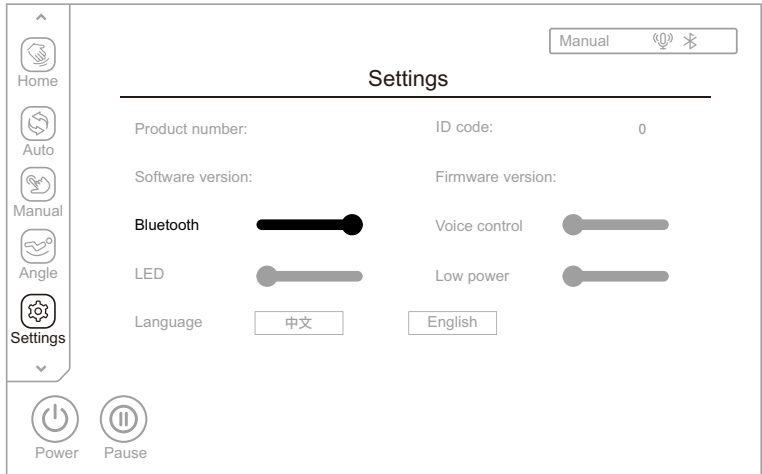 Manual
Settings
Home
Auto
Manual
Angle
Settings
Product number:
ID code: 0
Software version:
Firmware version:
Bluetooth
Voice control
LED
Low power
Language 中文 English
Power
Pause